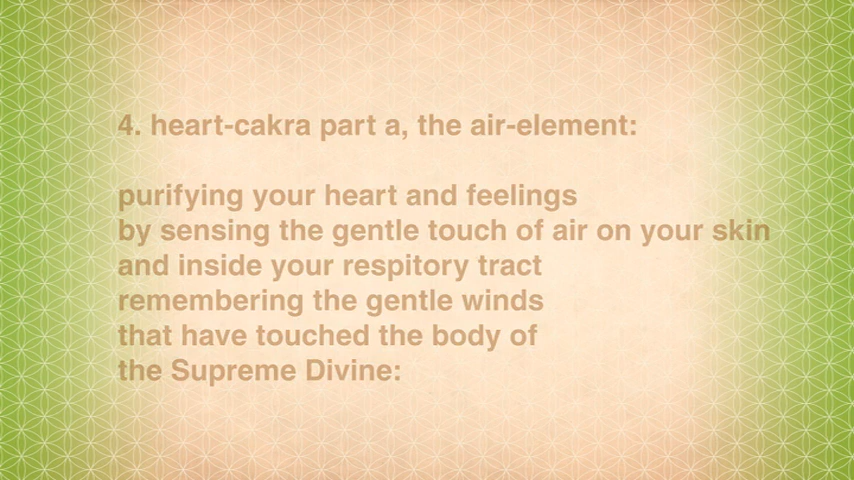 4. heart-cakra part a, the air-element:
purifying your heart and feelings
by sensing the gentle touch of air on your skin
and inside your respitory tract
remembering the gentle winds
that have touched the body of
the Supreme Divine: